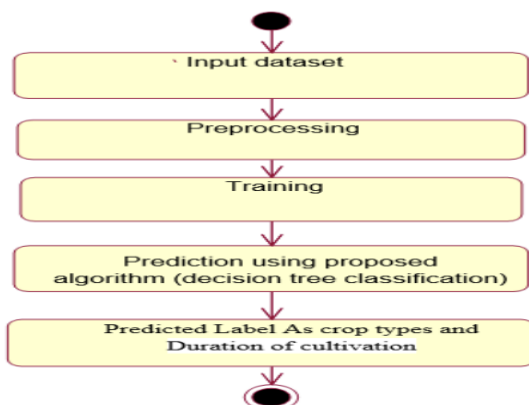 Input dataset
Preprocessing
Training
Prediction using proposed
algorithm (decision tree classification)
Predicted Label As crop types and
Duration of cultivation